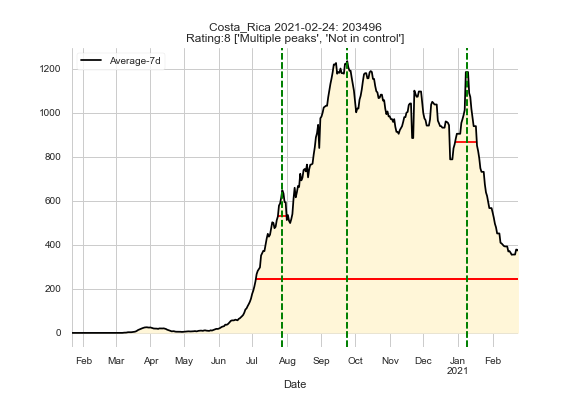 Costa_Rica 2021-02-24: 203496
Rating:8 ['Multiple peaks', 'Not in control']
Average-7d
1200
1000
800
600
400
200
0
Feb Mar Apr May Jun Jul Aug Sep Oct Nov Dec Jan Feb
2021
Date